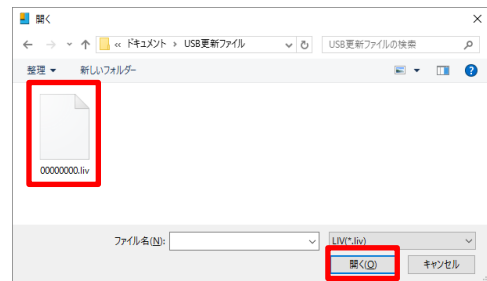 開く
« ドキュメント › USB更新ファイル
USB更新ファイルの検索
整理 新しいフォルダー
00000000.liv
ファイル名(N):
LIV(*.liv)
開く(O) キャンセル